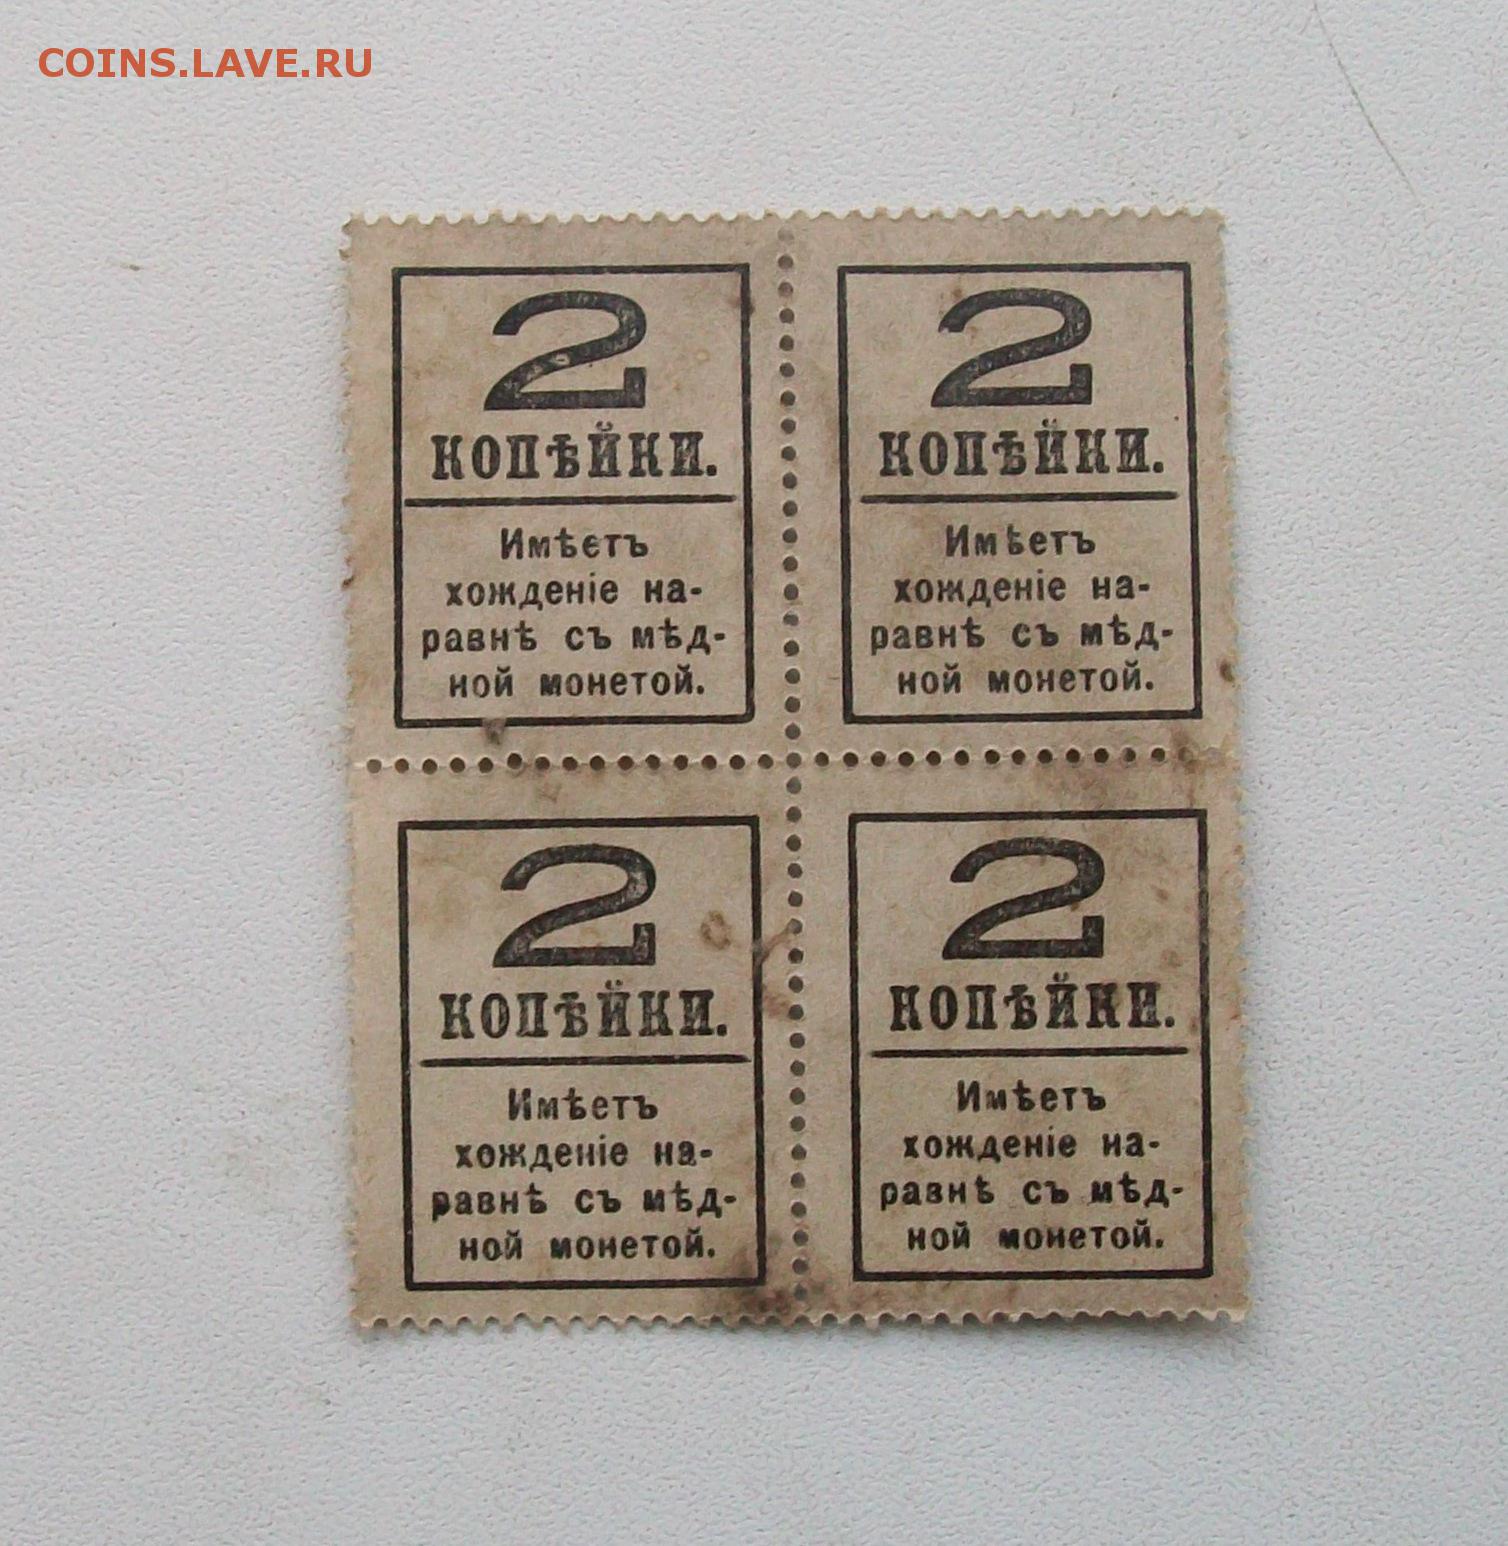 COINS.LAVE.RU
2
КОПѢЙКИ.
Имѣетъ
хожденіе на-
равнѣ съ мѣд-
ной монетой.
2
КОПѢЙКИ.
Имѣетъ
хожденіе на-
равнѣ съ мѣд-
ной монетой.
2
КОПѢЙКИ.
Имѣетъ
хожденіе на-
равнѣ съ мѣд-
ной монетой.
2
КОПѢЙКИ.
Имѣетъ
хожденіе на-
равнѣ съ мѣд-
ной монетой.